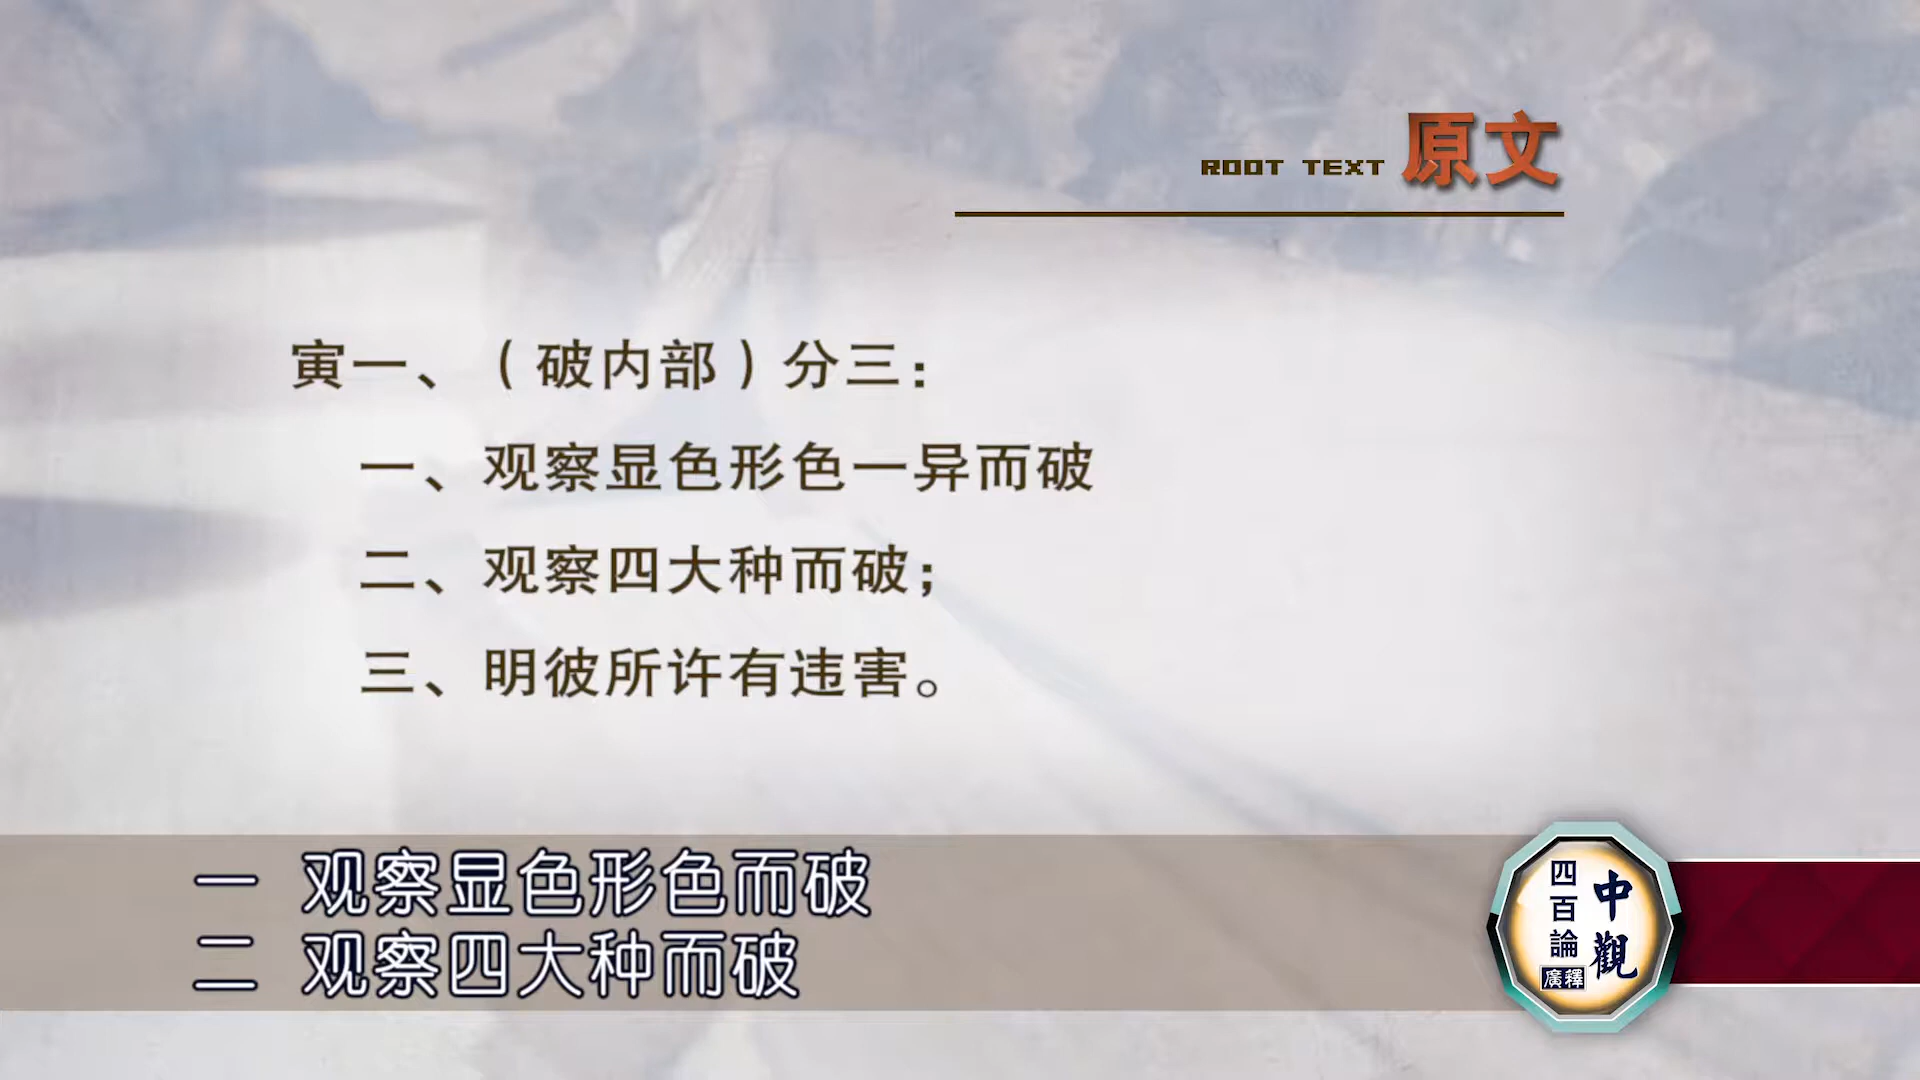 ROOT TEXT 原文
寅一、（破内部）分三：
一、观察显色形色一异而破
二、观察四大种而破；
三、明彼所许有违害。
一 观察显色形色而破
二 观察四大种而破
中觀
四百論
廣釋